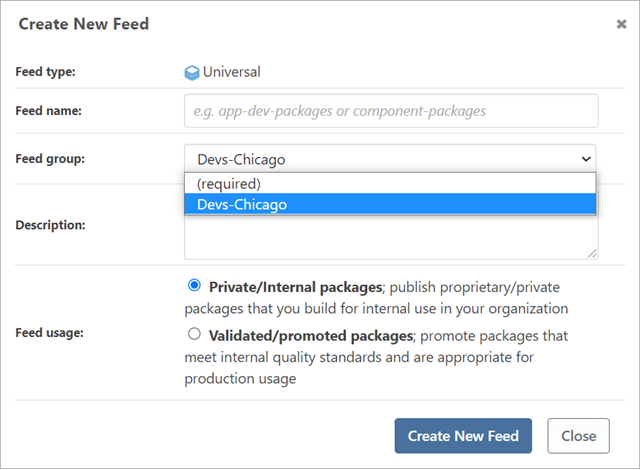 Create New Feed
Feed type:
Universal
Feed name:
e.g. app-dev-packages or component-packages
Feed group:
Devs-Chicago
(required)
Devs-Chicago
Description:
Feed usage:
Private/Internal packages; publish proprietary/private
packages that you build for internal use in your organization
Validated/promoted packages; promote packages that
meet internal quality standards and are appropriate for
production usage
Create New Feed
Close